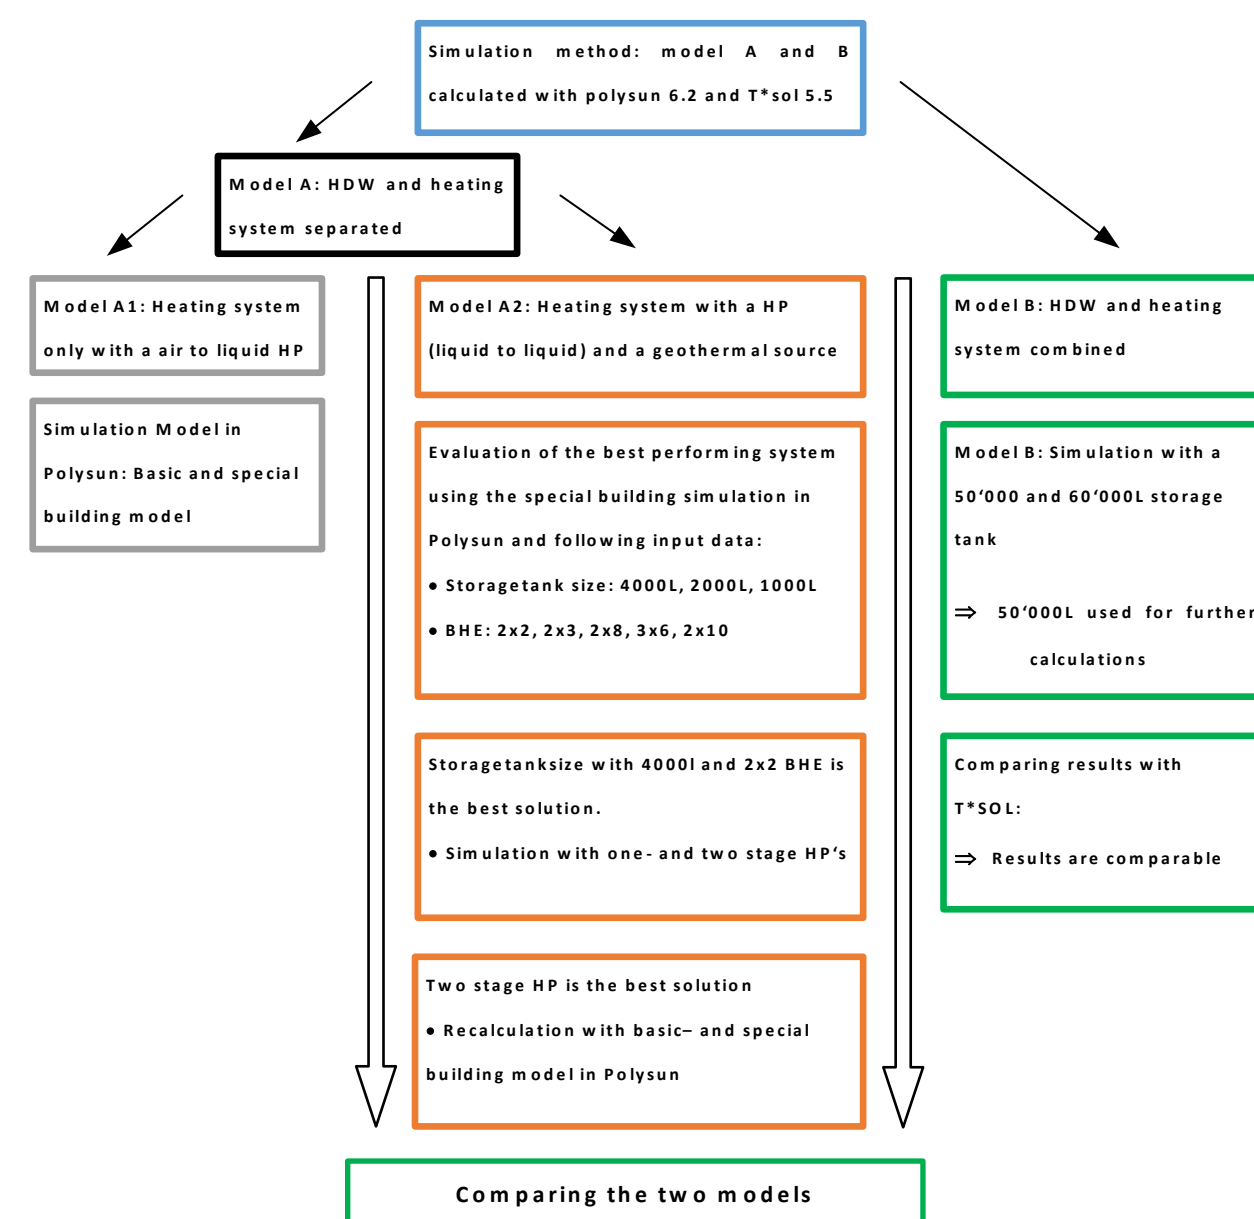 Simulation method: model A and B
calculated with polysun 6.2 and T*sol 5.5
Model A: HDW and heating
system separated
Model A1: Heating system
only with a air to liquid HP
Simulation Model in
Polysun: Basic and special
building model
Model A2: Heating system with a HP
(liquid to liquid) and a geothermal source
Evaluation of the best performing system
using the special building simulation in
Polysun and following input data:
● Storagetank size: 4000L, 2000L, 1000L
● BHE: 2x2, 2x3, 2x8, 3x6, 2x10
Storagetanksize with 4000l and 2x2 BHE is
the best solution.
● Simulation with one- and two stage HP‘s
Two stage HP is the best solution
● Recalculation with basic– and special
building model in Polysun
Model B: HDW and heating
system combined
Model B: Simulation with a
50‘000 and 60‘000L storage
tank
⇒ 50‘000L used for further
calculations
Comparing results with
T*SOL:
⇒ Results are comparable
Comparing the two models